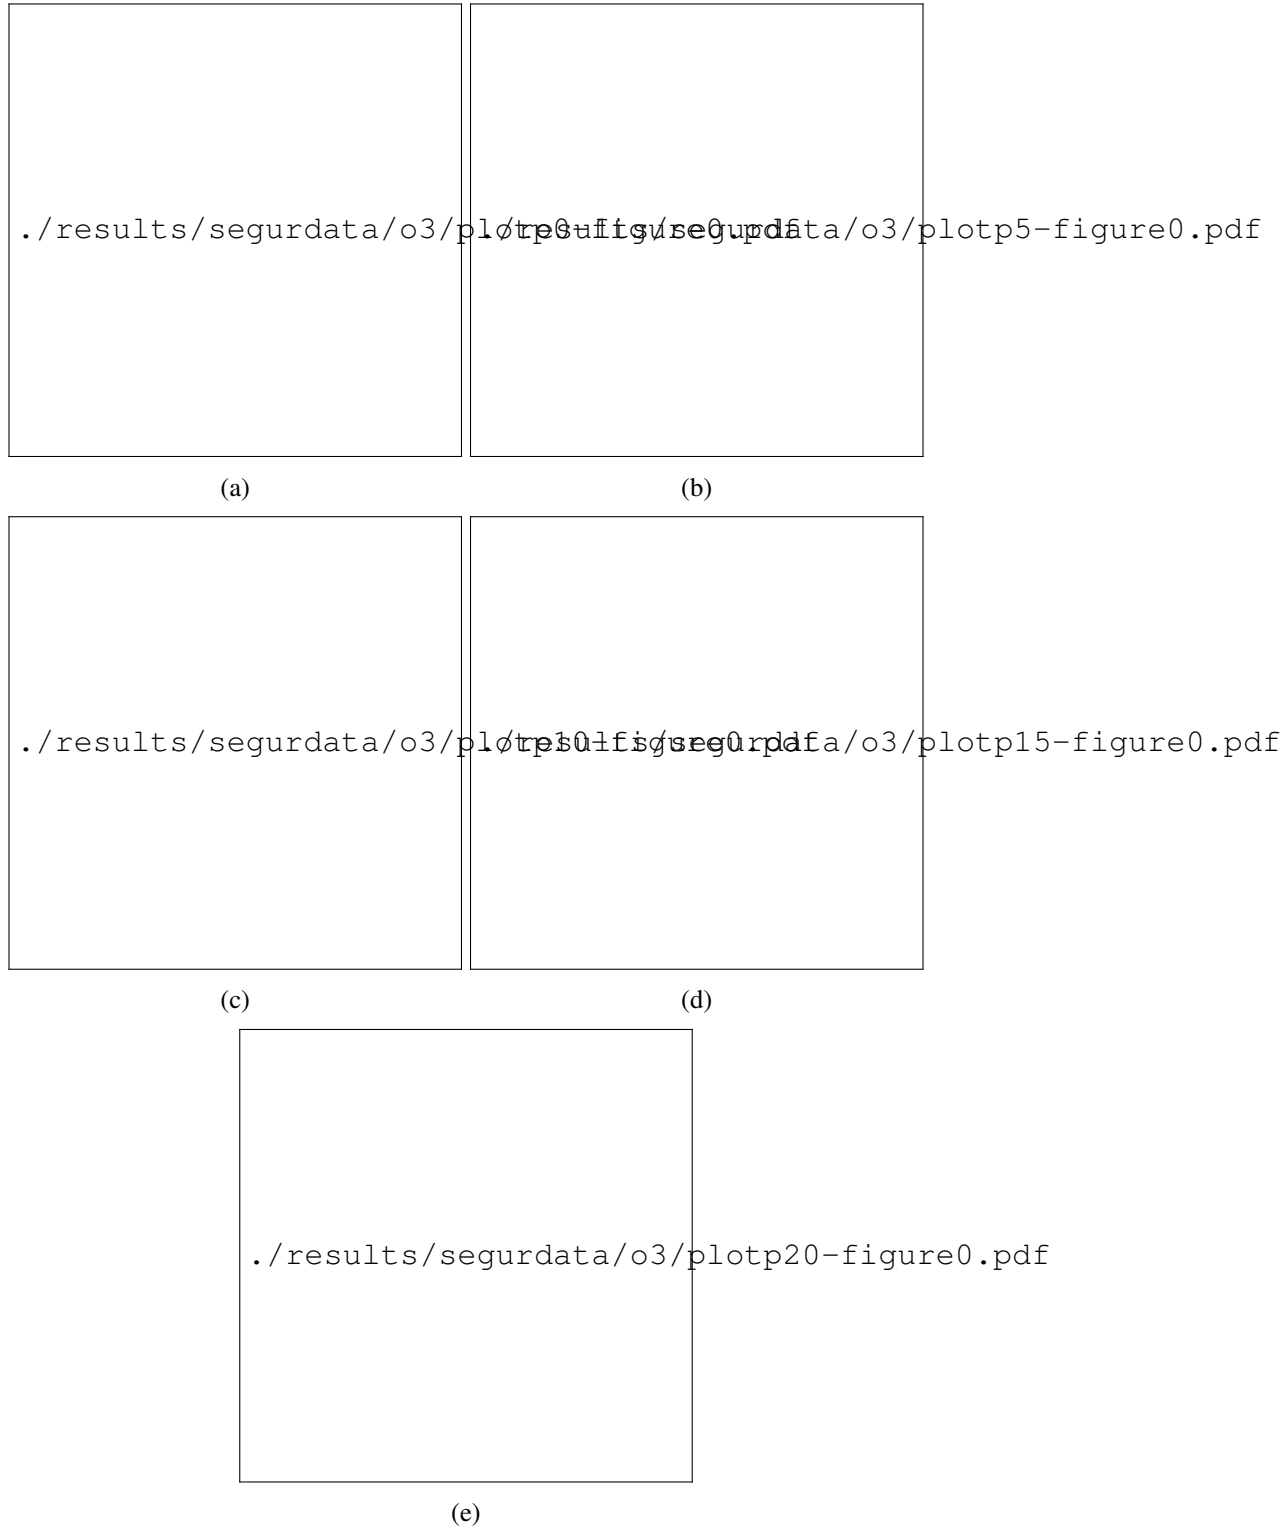 ./results/segurdata/o3/plotp0-figure0.pdf
./results/segurdata/o3/plotp5-figure0.pdf
(a)
(b)
./results/segurdata/o3/plotp10-figure0.pdf
./results/segurdata/o3/plotp15-figure0.pdf
(c)
(d)
./results/segurdata/o3/plotp20-figure0.pdf
(e)